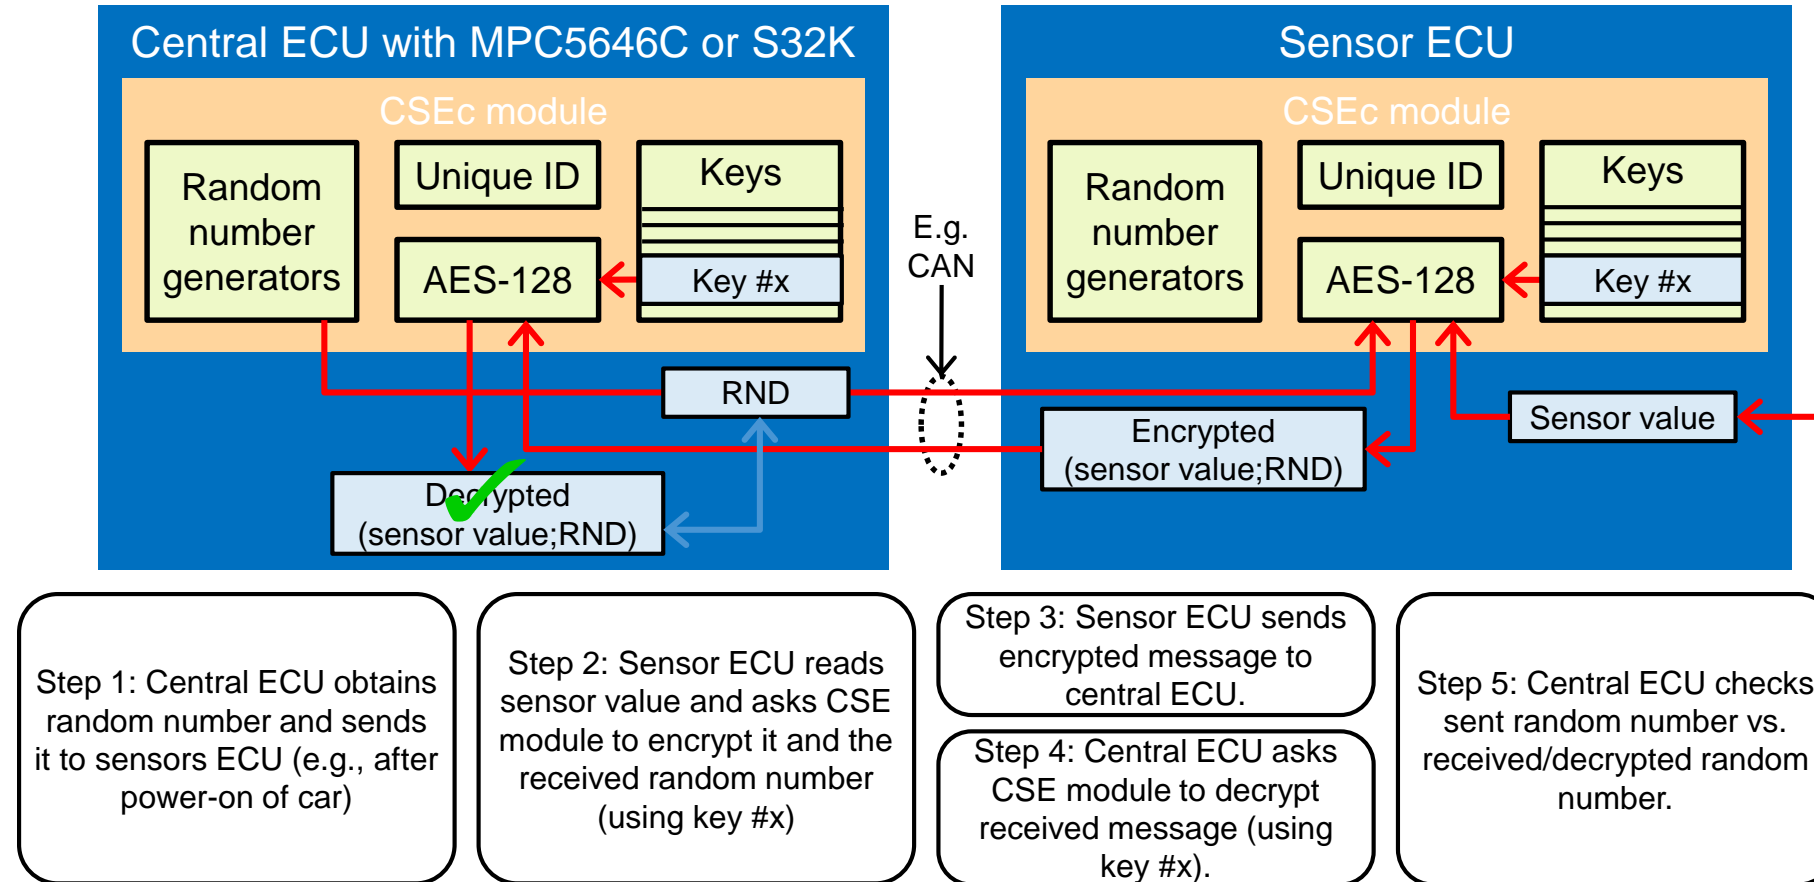 Central ECU with MPC5646C or S32K
CSEc module
Random
number
generators
Unique ID
AES-128
Keys
Key #x
RND
Decrypted
(sensor value;RND)
E.g.
CAN
Sensor ECU
CSEc module
Random
number
generators
Unique ID
AES-128
Keys
Key #x
Encrypted
(sensor value;RND)
Sensor value
Step 1: Central ECU obtains
random number and sends
it to sensors ECU (e.g., after
power-on of car)
Step 2: Sensor ECU reads
sensor value and asks CSE
module to encrypt it and the
received random number
(using key #x)
Step 3: Sensor ECU sends
encrypted message to
central ECU.
Step 4: Central ECU asks
CSE module to decrypt
received message (using
key #x).
Step 5: Central ECU checks
sent random number vs.
received/decrypted random
number.